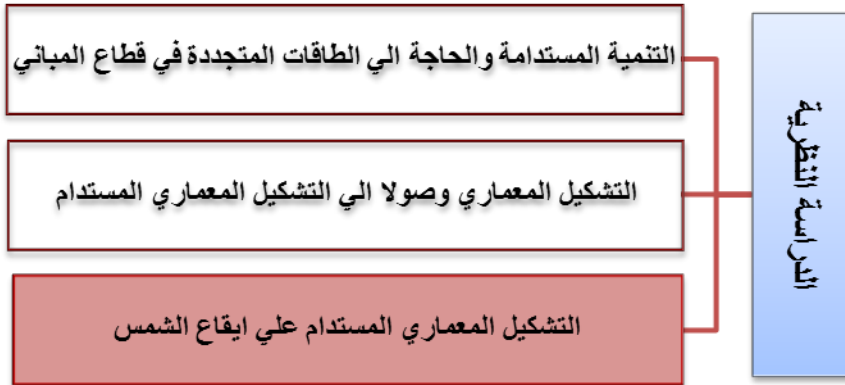 الدراسة النظرية
التنمية المستدامة والحاجة الي الطاقات المتجددة في قطاع المباني
التشكيل المعماري وصولا الي التشكيل المعماري المستدام
التشكيل المعماري المستدام علي ايقاع الشمس